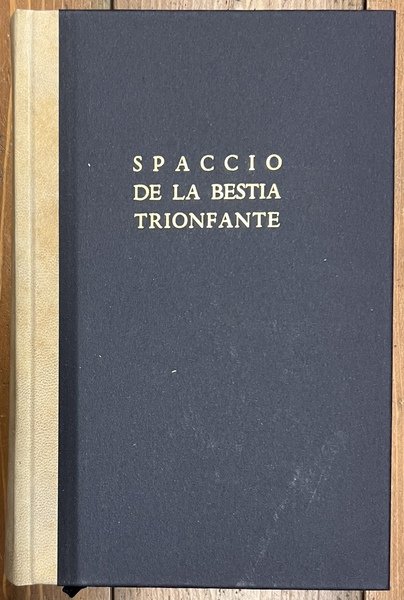 SPACCIO
DE LA BESTIA
TRIONFANTE